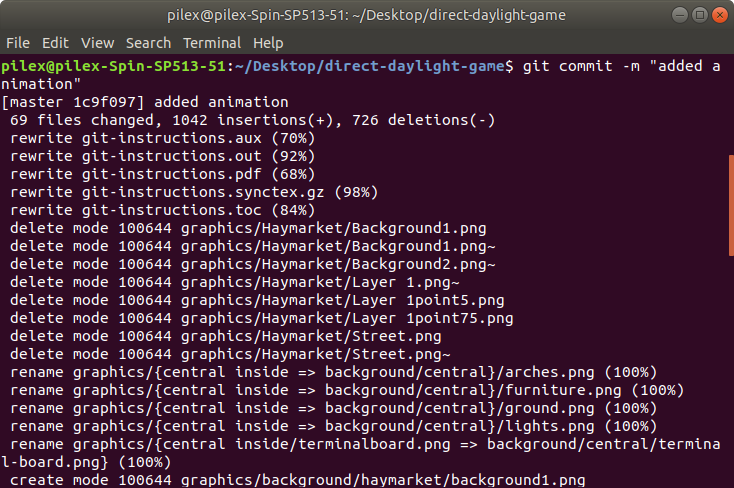 pilex@pilex-Spin-SP513-51: ~/Desktop/direct-daylight-game
File Edit View Search Terminal Help
pilex@pilex-Spin-SP513-51:~/Desktop/direct-daylight-game$ git commit -m "added a
nimation"
[master 1c9f097] added animation
 69 files changed, 1042 insertions(+), 726 deletions(-)
 rewrite git-instructions.aux (70%)
 rewrite git-instructions.out (92%)
 rewrite git-instructions.pdf (68%)
 rewrite git-instructions.synctex.gz (98%)
 rewrite git-instructions.toc (84%)
 delete mode 100644 graphics/Haymarket/Background1.png
 delete mode 100644 graphics/Haymarket/Background1.png~
 delete mode 100644 graphics/Haymarket/Background2.png~
 delete mode 100644 graphics/Haymarket/Layer 1.png~
 delete mode 100644 graphics/Haymarket/Layer 1point5.png
 delete mode 100644 graphics/Haymarket/Layer 1point75.png
 delete mode 100644 graphics/Haymarket/Street.png
 delete mode 100644 graphics/Haymarket/Street.png~
 rename graphics/{central inside => background/central}/arches.png (100%)
 rename graphics/{central inside => background/central}/furniture.png (100%)
 rename graphics/{central inside => background/central}/ground.png (100%)
 rename graphics/{central inside => background/central}/lights.png (100%)
 rename graphics/{central inside/terminalboard.png => background/central/termina
l-board.png} (100%)
 create mode 100644 graphics/background/haymarket/background1.png